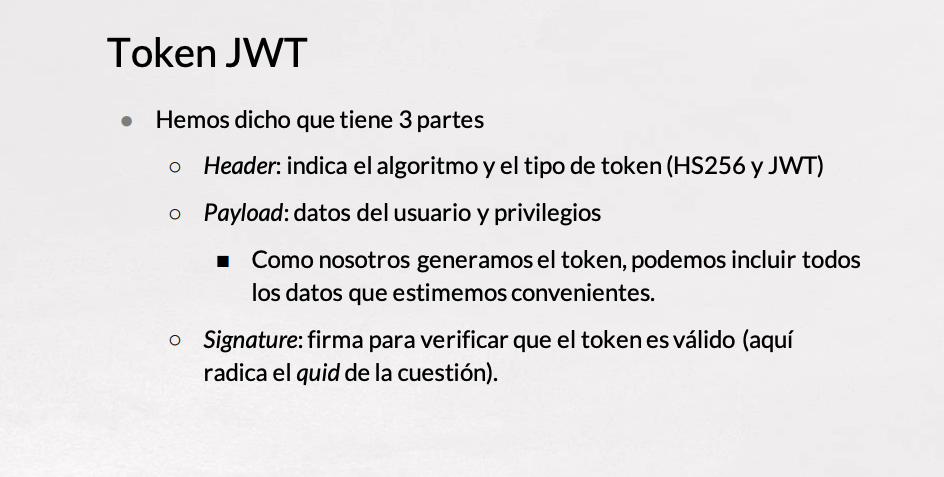 Token JWT
● Hemos dicho que tiene 3 partes
○ Header: indica el algoritmo y el tipo de token (HS256 y JWT)
○ Payload: datos del usuario y privilegios
■ Como nosotros generamos el token, podemos incluir todos
los datos que estimemos convenientes.
○ Signature: firma para verificar que el token es válido (aquí
radica el quid de la cuestión).